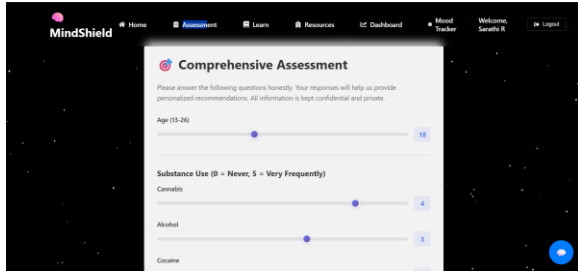 MindShield
Home
Assessment
Learn
Resources
Dashboard
Mood
Tracker
Welcome,
Sarathi R
Logout
Comprehensive Assessment
Please answer the following questions honestly. Your responses will help us provide
personalized recommendations. All information is kept confidential and private.
Age (13-26)
18
Substance Use (0 = Never, 5 = Very Frequently)
Cannabis
4
Alcohol
3
Cocaine